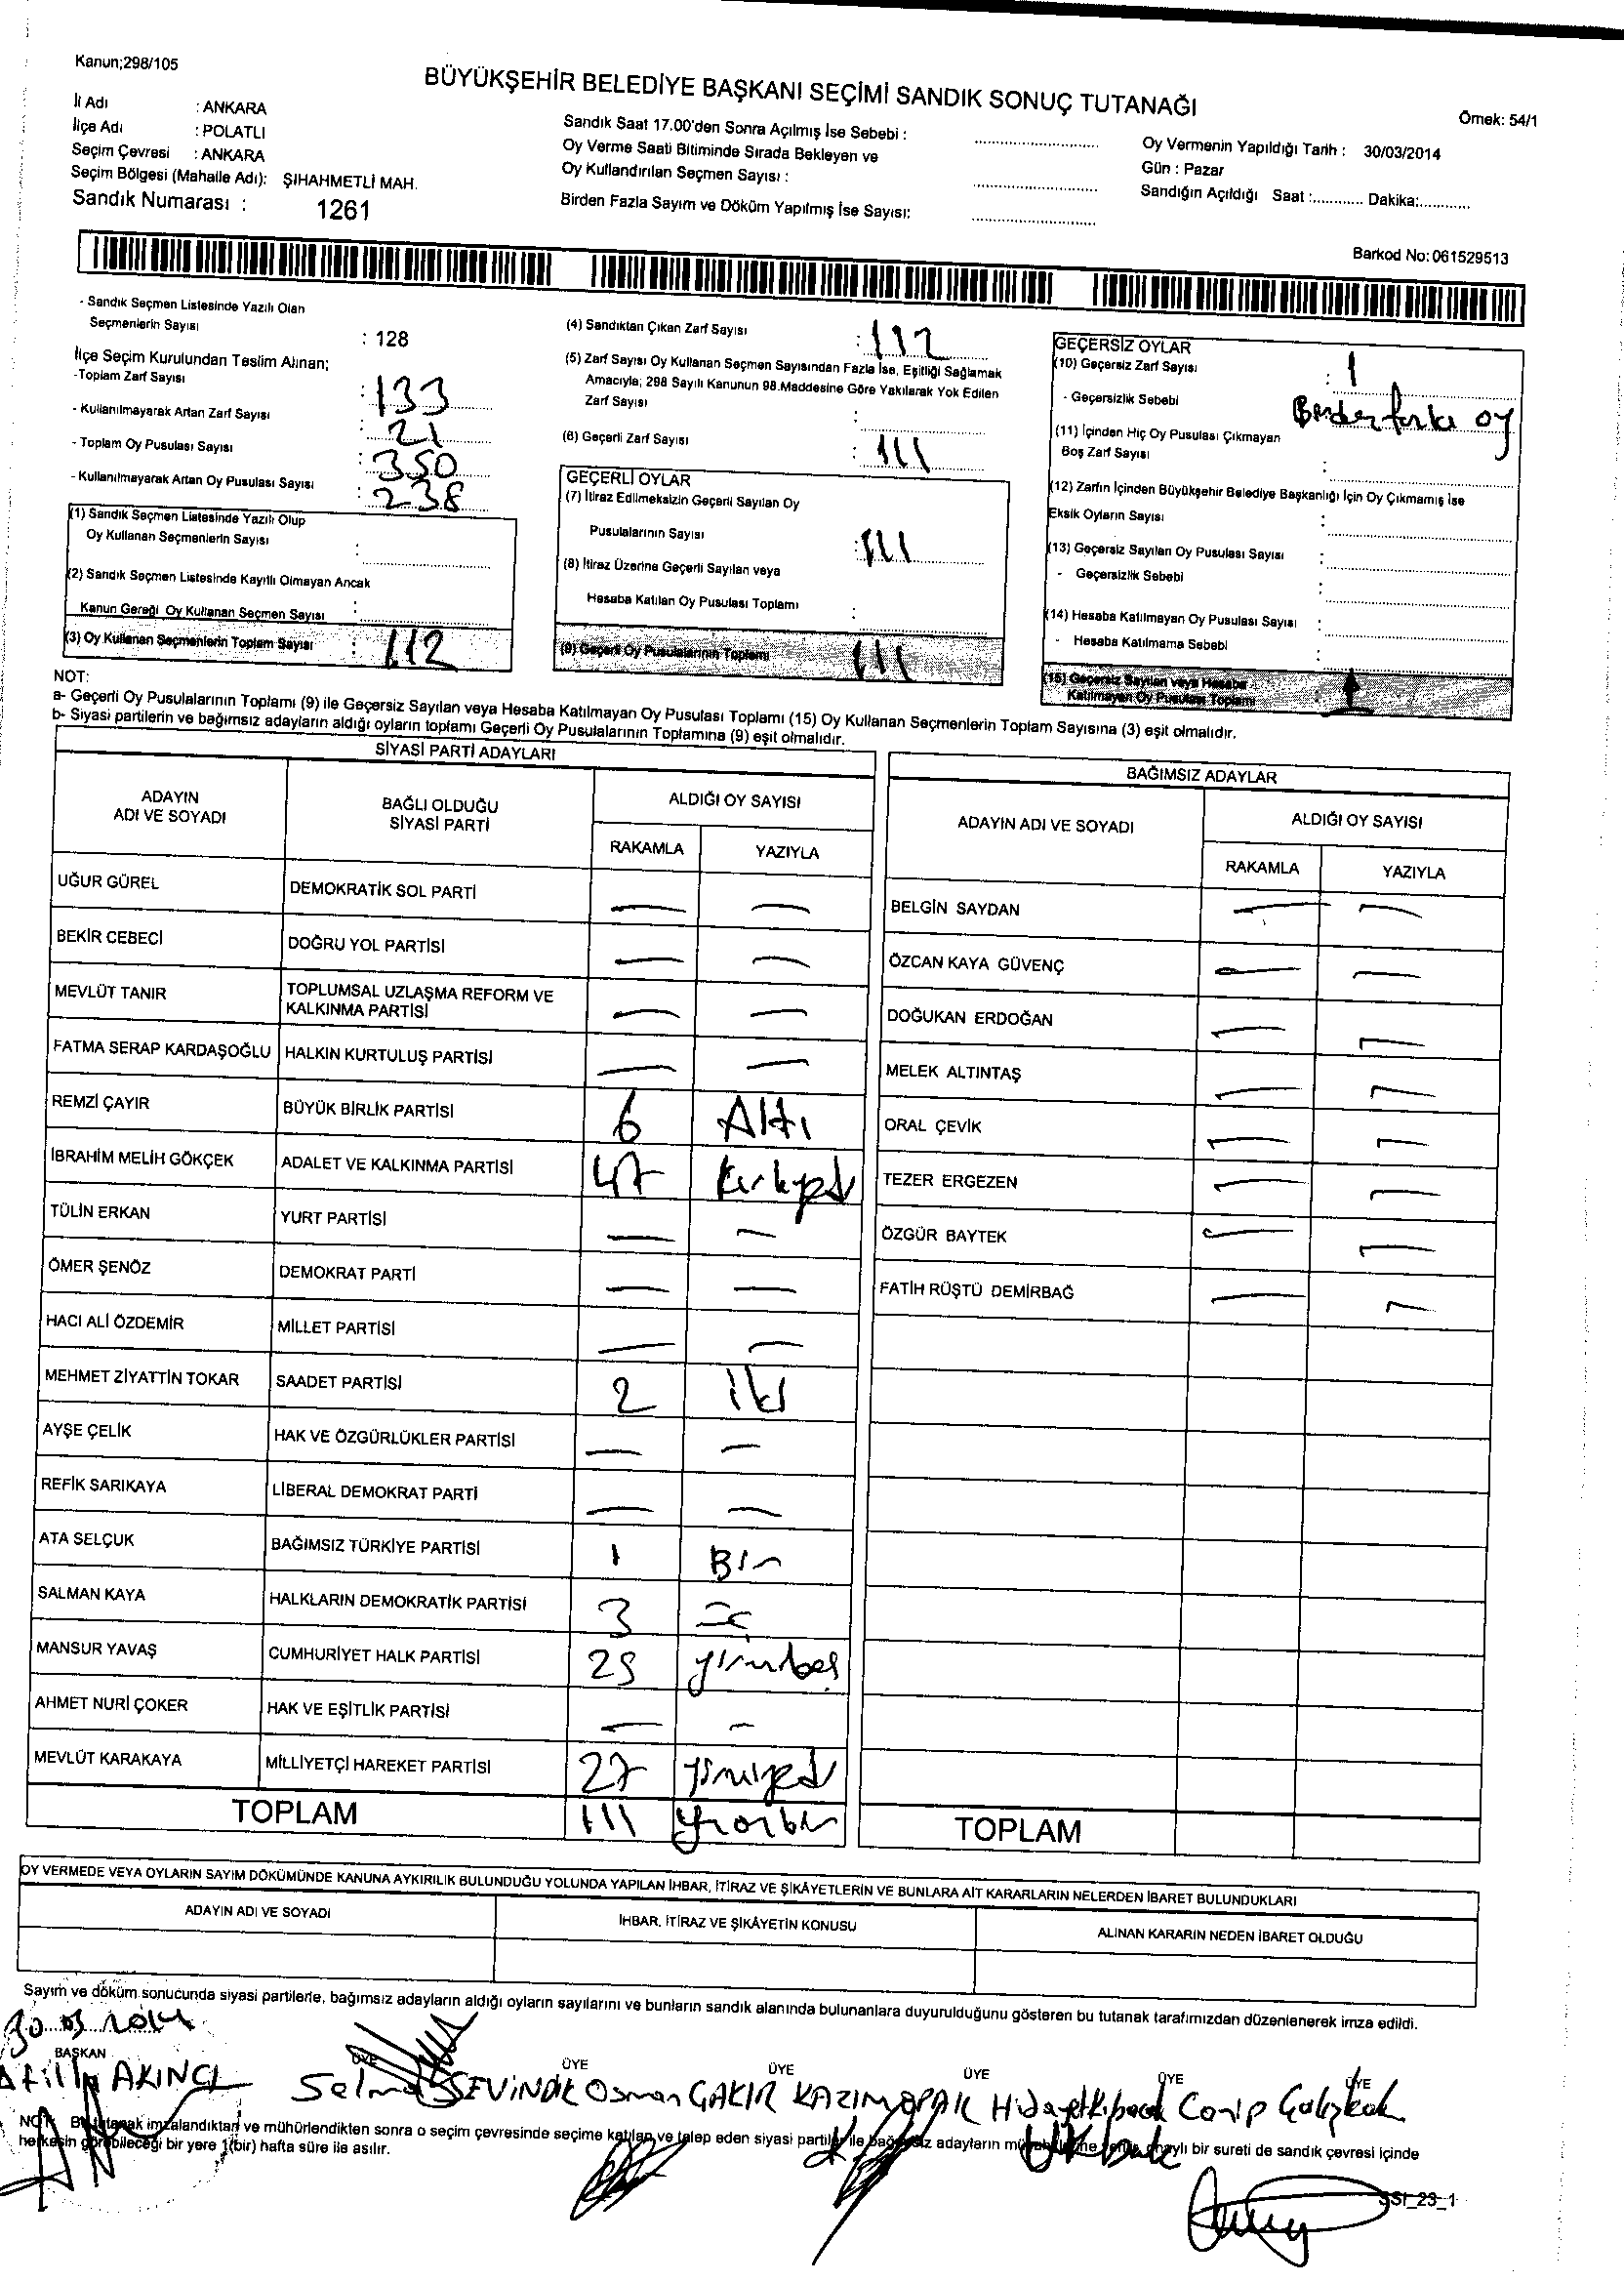 Kanun;298/105
BÜYÜKŞEHİR BELEDİYE BAŞKANI SEÇİMİ SANDIK SONUÇ TUTANAĞI
Örnek: 54/1
İl Adı : ANKARA
İlçe Adı : POLATLI
Seçim Çevresi : ANKARA
Seçim Bölgesi (Mahalle Adı): ŞIHAHMETLİ MAH.
Sandık Numarası : 1261
Sandık Saat 17.00'den Sonra Açılmış İse Sebebi :
Oy Verme Saati Bitiminde Sırada Bekleyen ve
Oy Kullandırılan Seçmen Sayısı :
Birden Fazla Sayım ve Döküm Yapılmış İse Sayısı:
Oy Vermenin Yapıldığı Tarih : 30/03/2014
Gün : Pazar
Sandığın Açıldığı Saat :............ Dakika:............
Barkod No: 061529513
- Sandık Seçmen Listesinde Yazılı Olan
Seçmenlerin Sayısı : 128
İlçe Seçim Kurulundan Teslim Alınan;
-Toplam Zarf Sayısı : 133
- Kullanılmayarak Artan Zarf Sayısı : 21
- Toplam Oy Pusulası Sayısı : 350
- Kullanılmayarak Artan Oy Pusulası Sayısı : 238
(1) Sandık Seçmen Listesinde Yazılı Olup
Oy Kullanan Seçmenlerin Sayısı :
(2) Sandık Seçmen Listesinde Kayıtlı Olmayan Ancak
Kanun Gereği Oy Kullanan Seçmen Sayısı :
(3) Oy Kullanan Seçmenlerin Toplam Sayısı : 112
(4) Sandıktan Çıkan Zarf Sayısı : 112
(5) Zarf Sayısı Oy Kullanan Seçmen Sayısından Fazla İse, Eşitliği Sağlamak
Amacıyla; 298 Sayılı Kanunun 98.Maddesine Göre Yakılarak Yok Edilen
Zarf Sayısı :
(6) Geçerli Zarf Sayısı : 111
GEÇERLİ OYLAR
(7) İtiraz Edilmeksizin Geçerli Sayılan Oy
Pusulalarının Sayısı : 111
(8) İtiraz Üzerine Geçerli Sayılan veya
Hesaba Katılan Oy Pusulası Toplamı :
(9) Geçerli Oy Pusulalarının Toplamı 111
GEÇERSİZ OYLAR
(10) Geçersiz Zarf Sayısı : 1
- Geçersizlik Sebebi
(11) İçinden Hiç Oy Pusulası Çıkmayan
Boş Zarf Sayısı :
(12) Zarfın İçinden Büyükşehir Belediye Başkanlığı İçin Oy Çıkmamış İse
Eksik Oyların Sayısı :
(13) Geçersiz Sayılan Oy Pusulası Sayısı :
- Geçersizlik Sebebi :
(14) Hesaba Katılmayan Oy Pusulası Sayısı :
- Hesaba Katılmama Sebebi :
(15) Geçersiz Sayılan veya Hesaba
Katılmayan Oy Pusulası Toplamı : 1
NOT:
a- Geçerli Oy Pusulalarının Toplamı (9) ile Geçersiz Sayılan veya Hesaba Katılmayan Oy Pusulası Toplamı (15) Oy Kullanan Seçmenlerin Toplam Sayısına (3) eşit olmalıdır.
b- Siyasi partilerin ve bağımsız adayların aldığı oyların toplamı Geçerli Oy Pusulalarının Toplamına (9) eşit olmalıdır.
SİYASİ PARTİ ADAYLARI
ADAYIN ADI VE SOYADI
BAĞLI OLDUĞU SİYASİ PARTİ
ALDIĞI OY SAYISI
RAKAMLA YAZIYLA
UĞUR GÜREL DEMOKRATİK SOL PARTİ — —
BEKİR CEBECİ DOĞRU YOL PARTİSİ — —
MEVLÜT TANIR TOPLUMSAL UZLAŞMA REFORM VE KALKINMA PARTİSİ — —
FATMA SERAP KARDAŞOĞLU HALKIN KURTULUŞ PARTİSİ — —
REMZİ ÇAYIR BÜYÜK BİRLİK PARTİSİ 6 Altı
İBRAHİM MELİH GÖKÇEK ADALET VE KALKINMA PARTİSİ 47 Kırkyedi
TÜLİN ERKAN YURT PARTİSİ — —
ÖMER ŞENÖZ DEMOKRAT PARTİ — —
HACI ALİ ÖZDEMİR MİLLET PARTİSİ — —
MEHMET ZİYATTİN TOKAR SAADET PARTİSİ 2 iki
AYŞE ÇELİK HAK VE ÖZGÜRLÜKLER PARTİSİ — —
REFİK SARIKAYA LİBERAL DEMOKRAT PARTİ — —
ATA SELÇUK BAĞIMSIZ TÜRKİYE PARTİSİ 1 Bir
SALMAN KAYA HALKLARIN DEMOKRATİK PARTİSİ 3 üç
MANSUR YAVAŞ CUMHURİYET HALK PARTİSİ 25 yirmibeş
AHMET NURİ ÇOKER HAK VE EŞİTLİK PARTİSİ — —
MEVLÜT KARAKAYA MİLLİYETÇİ HAREKET PARTİSİ 27 yirmiyedi
TOPLAM 111 yüzonbir
BAĞIMSIZ ADAYLAR
ADAYIN ADI VE SOYADI
ALDIĞI OY SAYISI
RAKAMLA YAZIYLA
BELGİN SAYDAN — —
ÖZCAN KAYA GÜVENÇ — —
DOĞUKAN ERDOĞAN — —
MELEK ALTINTAŞ — —
ORAL ÇEVİK — —
TEZER ERGEZEN — —
ÖZGÜR BAYTEK — —
FATİH RÜŞTÜ DEMİRBAĞ — —
TOPLAM
OY VERMEDE VEYA OYLARIN SAYIM DÖKÜMÜNDE KANUNA AYKIRILIK BULUNDUĞU YOLUNDA YAPILAN İHBAR, İTİRAZ VE ŞİKÂYETLERİN VE BUNLARA AİT KARARLARIN NELERDEN İBARET BULUNDUKLARI
ADAYIN ADI VE SOYADI
İHBAR, İTİRAZ VE ŞİKÂYETİN KONUSU
ALINAN KARARIN NEDEN İBARET OLDUĞU
Sayım ve döküm sonucunda siyasi partilerle, bağımsız adayların aldığı oyların sayılarını ve bunların sandık alanında bulunanlara duyurulduğunu gösteren bu tutanak tarafımızdan düzenlenerek imza edildi.
30.03.2014
BAŞKAN ÜYE ÜYE ÜYE ÜYE ÜYE ÜYE
Atilla AKINCI Selma SEVİNDİK Osman ÇAKIR KAZIM Hidayet Canip Çalışkan
NOT: Bu tutanak imzalandıktan ve mühürlendikten sonra o seçim çevresinde seçime katılan ve talep eden siyasi partiler ile bağımsız adayların onaylı bir sureti de sandık çevresi içinde
herkesin görebileceği bir yere 1(bir) hafta süre ile asılır.
SSI_23_1